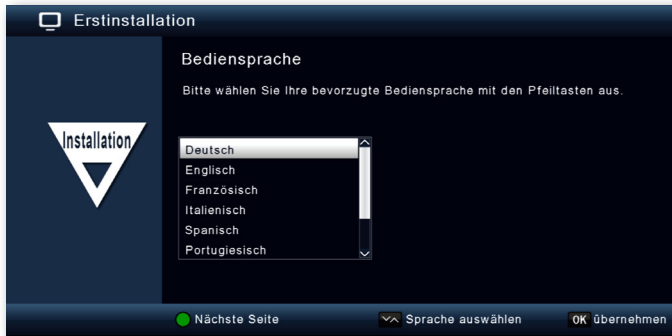 Erstinstallation
Bediensprache
Bitte wählen Sie Ihre bevorzugte Bediensprache mit den Pfeiltasten aus.
Installation
Deutsch
Englisch
Französisch
Italienisch
Spanisch
Portugiesisch
Nächste Seite
Sprache auswählen
OK übernehmen